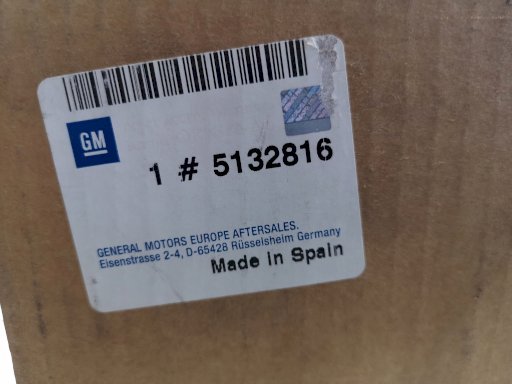 GM
1 # 5132816
GENERAL MOTORS EUROPE AFTERSALES.
Eisenstrasse 2-4, D-65428 Rüsselsheim Germany
Made in Spain